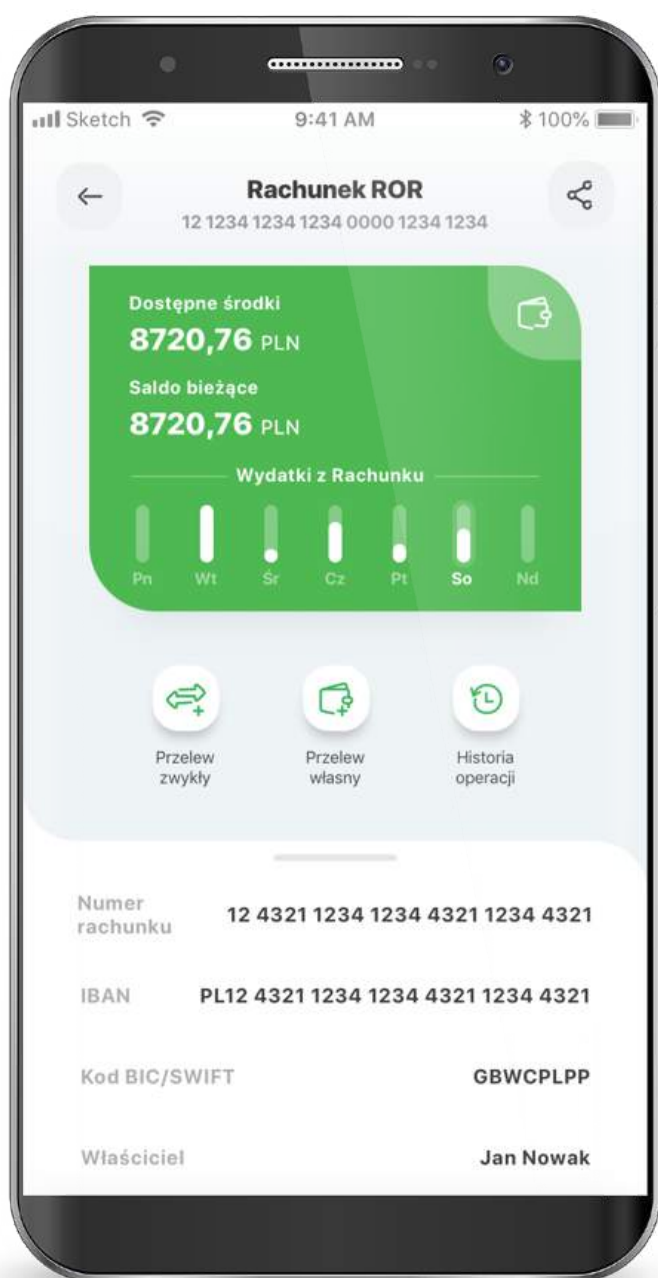 Sketch 9:41 AM 100%
Rachunek ROR
12 1234 1234 1234 0000 1234 1234
Dostępne środki
8720,76 PLN
Saldo bieżące
8720,76 PLN
Wydatki z Rachunku
Pn Wt Śr Cz Pt So Nd
Przelew
zwykły
Przelew
własny
Historia
operacji
Numer
rachunku
12 4321 1234 1234 4321 1234 4321
IBAN PL12 4321 1234 1234 4321 1234 4321
Kod BIC/SWIFT GBWCPLPP
Właściciel Jan Nowak